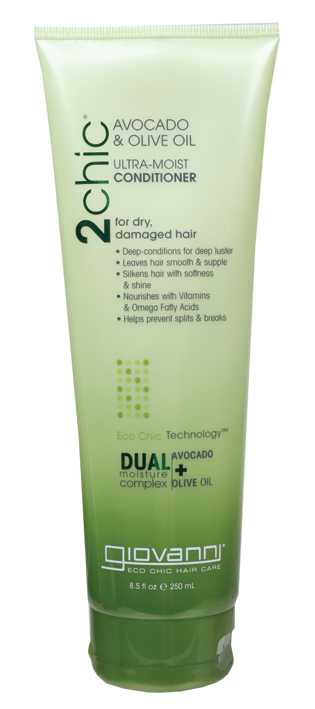 2chic®
AVOCADO
& OLIVE OIL
ULTRA-MOIST
CONDITIONER
for dry,
damaged hair
• Deep-conditions for deep luster
• Leaves hair smooth & supple
• Silkens hair with softness
& shine
• Nourishes with Vitamins
& Omega Fatty Acids
• Helps prevent splits & breaks
Eco Chic Technology™
DUAL
moisture
complex
AVOCADO
+
OLIVE OIL
giovanni®
ECO CHIC HAIR CARE
8.5 fl oz ℮ 250 mL